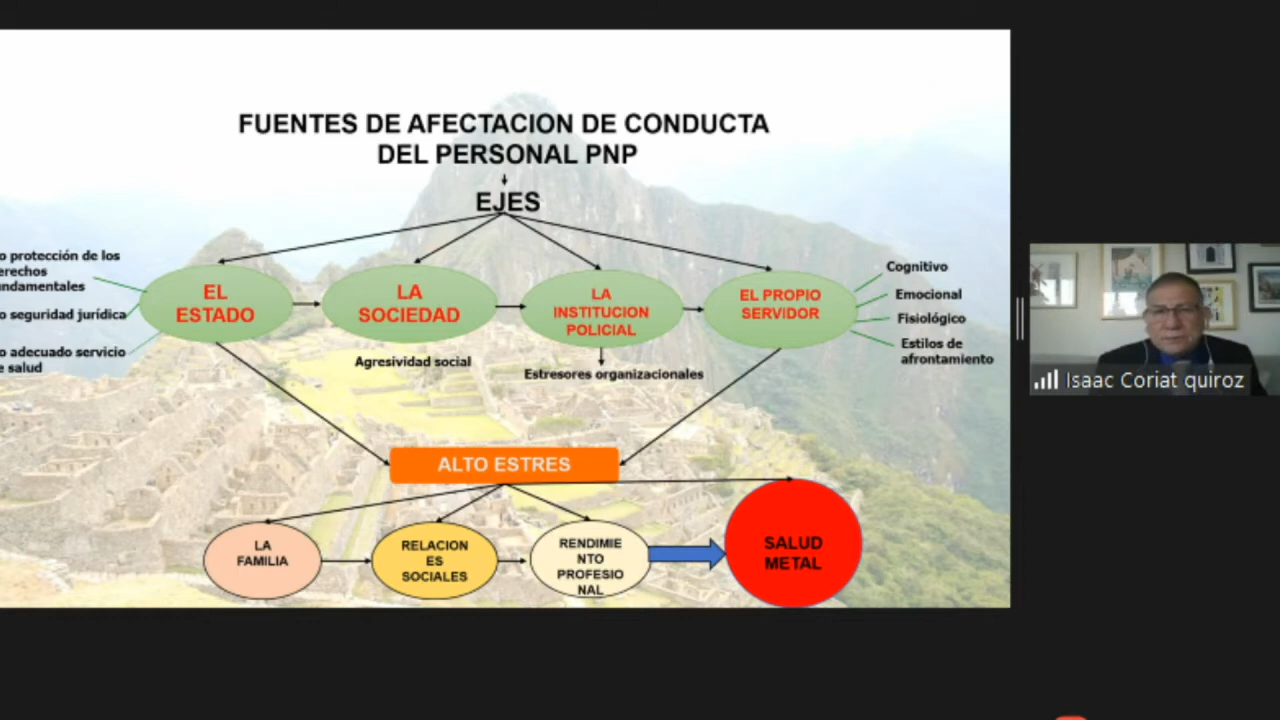 FUENTES DE AFECTACION DE CONDUCTA
DEL PERSONAL PNP
EJES
o protección de los
erechos
undamentales
o seguridad jurídica
o adecuado servicio
e salud
EL
ESTADO
LA
SOCIEDAD
Agresividad social
LA
INSTITUCION
POLICIAL
Estresores organizacionales
EL PROPIO
SERVIDOR
Cognitivo
Emocional
Fisiológico
Estilos de
afrontamiento
ALTO ESTRES
LA
FAMILIA
RELACION
ES
SOCIALES
RENDIMIE
NTO
PROFESIO
NAL
SALUD
METAL
Isaac Coriat quiroz